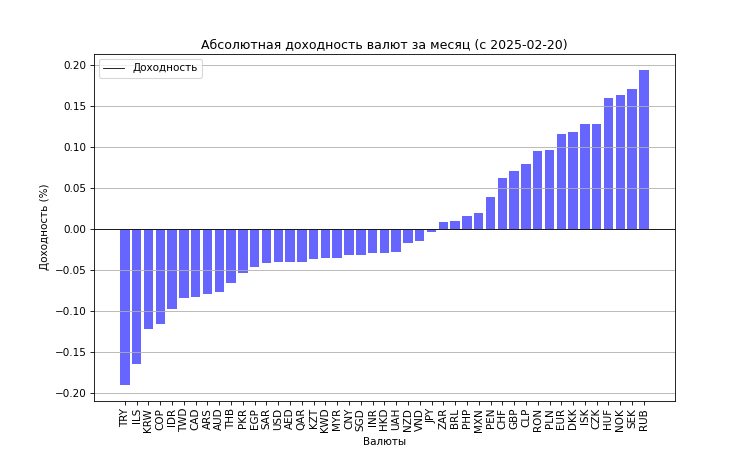 Абсолютная доходность валют за месяц (с 2025-02-20)
Доходность
0.20
0.15
0.10
0.05
0.00
−0.05
−0.10
−0.15
−0.20
Доходность (%)
TRY ILS KRW COP IDR TWD CAD ARS AUD THB PKR EGP SAR USD AED QAR KZT KWD MYR CNY SGD INR HKD UAH NZD VND JPY ZAR BRL PHP MXN PEN CHF GBP CLP RON PLN EUR DKK ISK CZK HUF NOK SEK RUB
Валюты